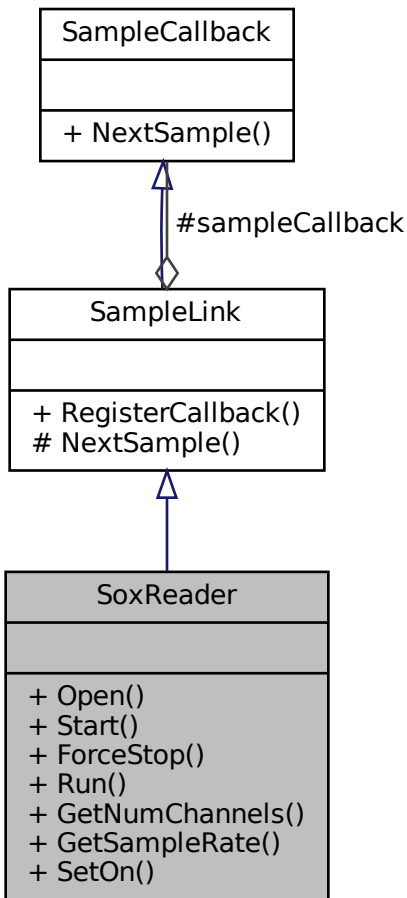 SampleCallback
+ NextSample()
#sampleCallback
SampleLink
+ RegisterCallback()
# NextSample()
SoxReader
+ Open()
+ Start()
+ ForceStop()
+ Run()
+ GetNumChannels()
+ GetSampleRate()
+ SetOn()